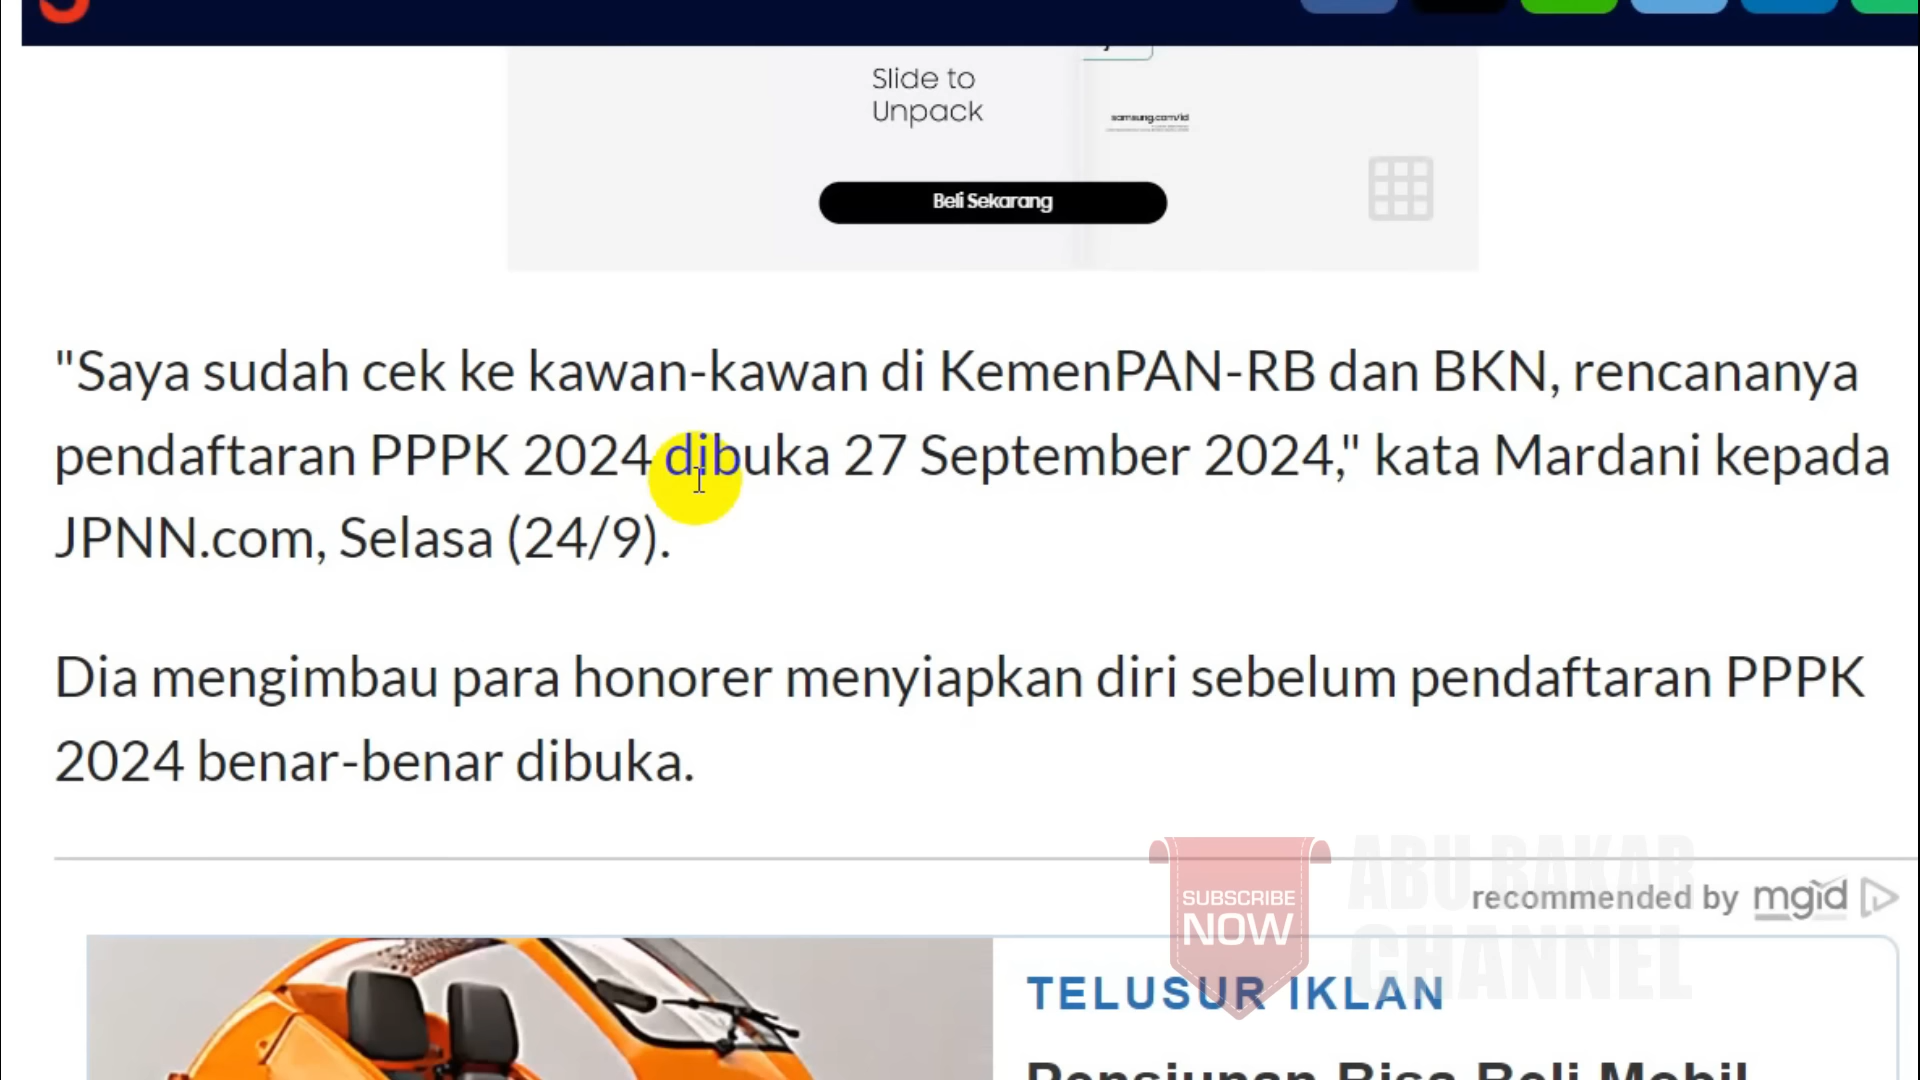 Slide to
Unpack
samsung.com/id
Beli Sekarang
"Saya sudah cek ke kawan-kawan di KemenPAN-RB dan BKN, rencananya
pendaftaran PPPK 2024 dibuka 27 September 2024," kata Mardani kepada
JPNN.com, Selasa (24/9).
Dia mengimbau para honorer menyiapkan diri sebelum pendaftaran PPPK
2024 benar-benar dibuka.
recommended by mgid
SUBSCRIBE
NOW
ABU BAKAR
CHANNEL
TELUSUR IKLAN
Pensiunan Bisa Beli Mobil